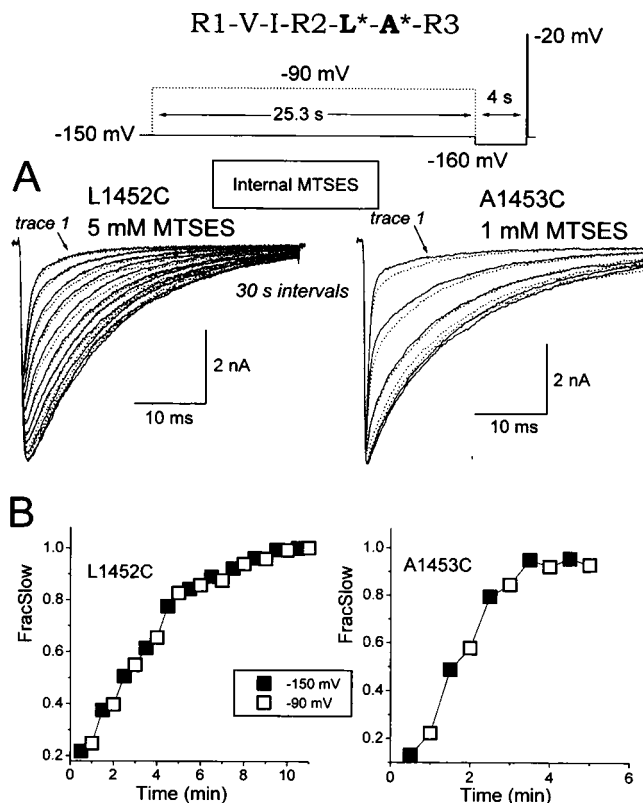 R1-V-I-R2-L*-A*-R3
-20 mV
-90 mV
4 s
25.3 s
-150 mV
-160 mV
A
Internal MTSES
L1452C
5 mM MTSES
trace 1
30 s intervals
2 nA
10 ms
A1453C
1 mM MTSES
trace 1
2 nA
10 ms
B
FracSlow
1.0
0.8
0.6
0.4
0.2
L1452C
0 2 4 6 8 10
Time (min)
-150 mV
-90 mV
FracSlow
1.0
0.8
0.6
0.4
0.2
A1453C
0 2 4 6
Time (min)